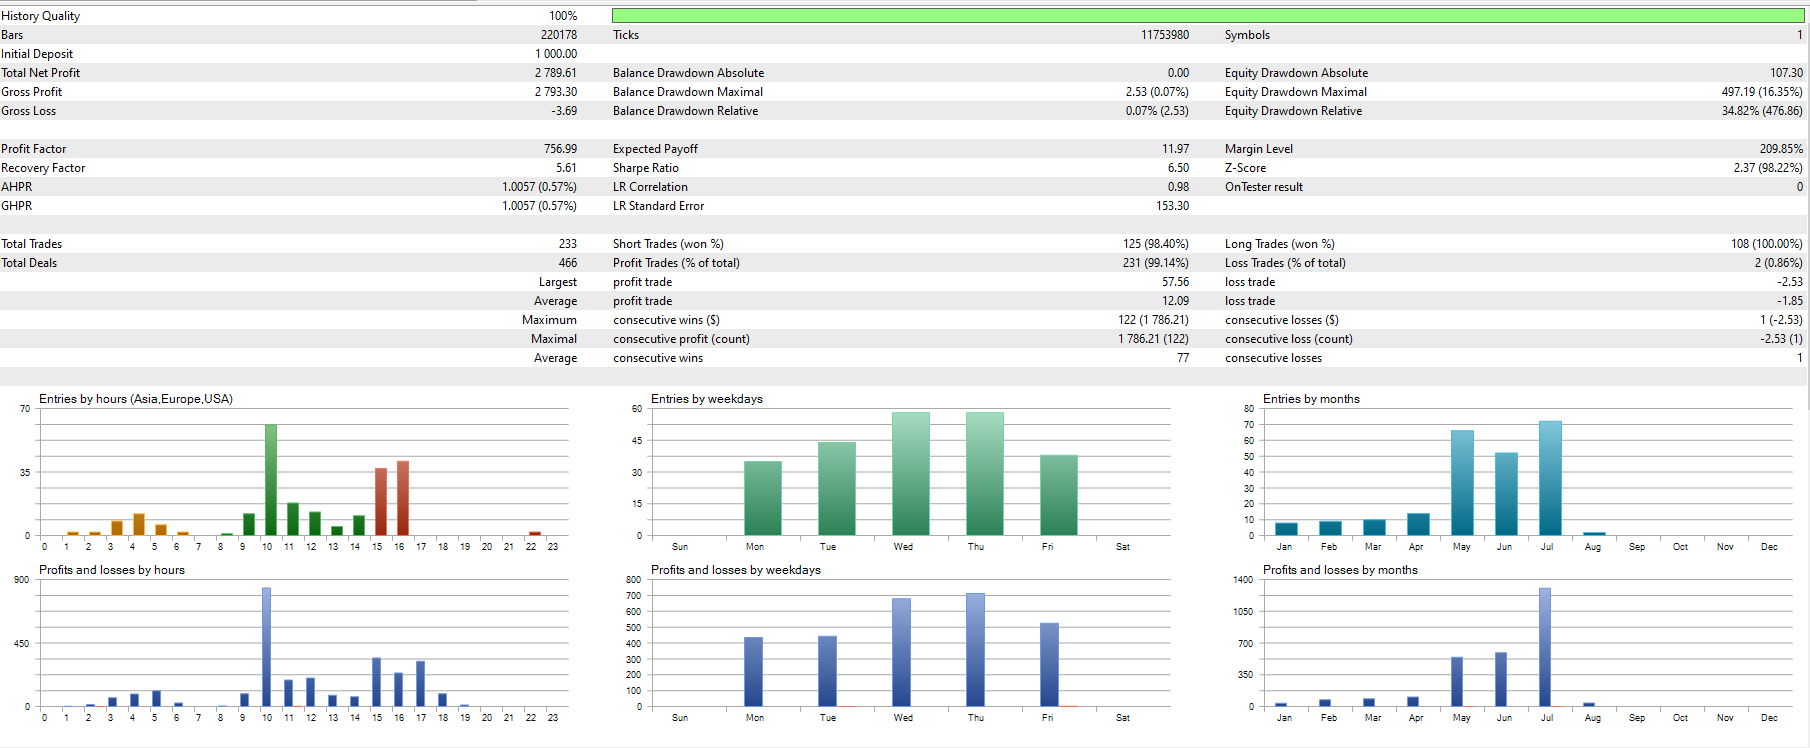 History Quality 100%
Bars 220178 Ticks 11753980 Symbols 1
Initial Deposit 1 000.00
Total Net Profit 2 789.61 Balance Drawdown Absolute 0.00 Equity Drawdown Absolute 107.30
Gross Profit 2 793.30 Balance Drawdown Maximal 2.53 (0.07%) Equity Drawdown Maximal 497.19 (16.35%)
Gross Loss -3.69 Balance Drawdown Relative 0.07% (2.53) Equity Drawdown Relative 34.82% (476.86)
Profit Factor 756.99 Expected Payoff 11.97 Margin Level 209.85%
Recovery Factor 5.61 Sharpe Ratio 6.50 Z-Score 2.37 (98.22%)
AHPR 1.0057 (0.57%) LR Correlation 0.98 OnTester result 0
GHPR 1.0057 (0.57%) LR Standard Error 153.30
Total Trades 233 Short Trades (won %) 125 (98.40%) Long Trades (won %) 108 (100.00%)
Total Deals 466 Profit Trades (% of total) 231 (99.14%) Loss Trades (% of total) 2 (0.86%)
Largest profit trade 57.56 loss trade -2.53
Average profit trade 12.09 loss trade -1.85
Maximum consecutive wins ($) 122 (1 786.21) consecutive losses ($) 1 (-2.53)
Maximal consecutive profit (count) 1 786.21 (122) consecutive loss (count) -2.53 (1)
Average consecutive wins 77 consecutive losses 1
Entries by hours (Asia,Europe,USA)
70
35
0
0 1 2 3 4 5 6 7 8 9 10 11 12 13 14 15 16 17 18 19 20 21 22 23
Entries by weekdays
60
45
30
15
0
Sun Mon Tue Wed Thu Fri Sat
Entries by months
80
70
60
50
40
30
20
10
0
Jan Feb Mar Apr May Jun Jul Aug Sep Oct Nov Dec
Profits and losses by hours
900
450
0
0 1 2 3 4 5 6 7 8 9 10 11 12 13 14 15 16 17 18 19 20 21 22 23
Profits and losses by weekdays
800
700
600
500
400
300
200
100
0
Sun Mon Tue Wed Thu Fri Sat
Profits and losses by months
1400
1050
700
350
0
Jan Feb Mar Apr May Jun Jul Aug Sep Oct Nov Dec